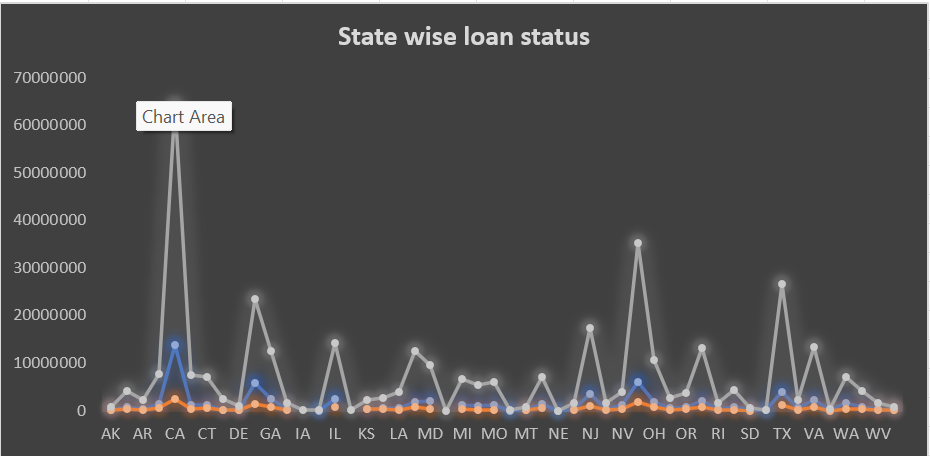 State wise loan status
70000000
Chart Area
60000000
50000000
40000000
30000000
20000000
10000000
0
AK AR CA CT DE GA IA IL KS LA MD MI MO MT NE NJ NV OH OR RI SD TX VA WA WV